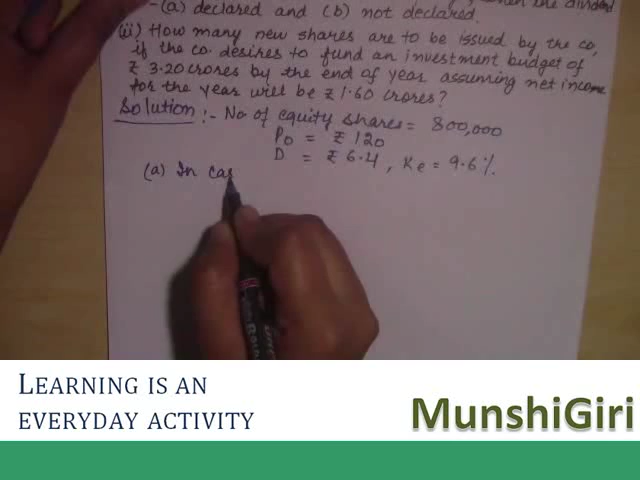 -(a) declared and (b) not declared.
(ii) How many new shares are to be issued by the co,
if the co. desires to fund an investment budget of
₹ 3.20 crores by the end of year assuming net income
for the year will be ₹ 1.60 crores?
Solution :- No of equity shares = 800,000
P0 = ₹ 120
D = ₹ 6.4 , Ke = 9.6%.
(a) In cas
LEARNING IS AN
EVERYDAY ACTIVITY
MunshiGiri